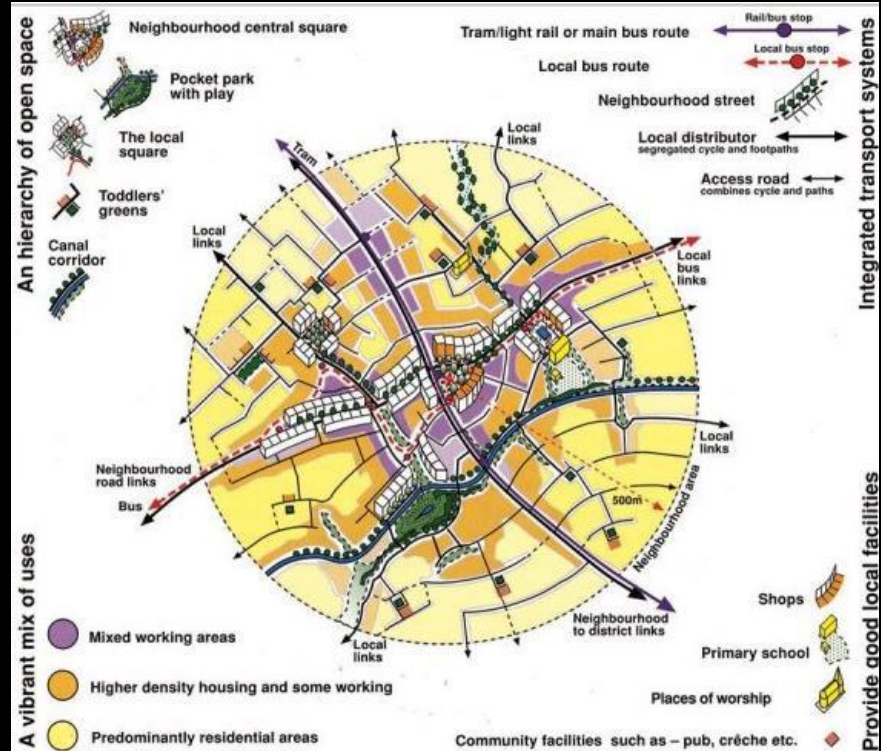 An hierarchy of open space
Neighbourhood central square
Pocket park
with play
The local
square
Toddlers'
greens
Canal
corridor
Integrated transport systems
Rail/bus stop
Tram/light rail or main bus route
Local bus stop
Local bus route
Neighbourhood street
Local distributor
segregated cycle and footpaths
Access road
combines cycle and paths
Tram
Local
links
Local
links
Local
bus
links
Local
links
Neighbourhood
road links
Bus
500m
Neighbourhood area
Neighbourhood
to district links
Local
links
A vibrant mix of uses
Mixed working areas
Higher density housing and some working
Predominantly residential areas
Provide good local facilities
Shops
Primary school
Places of worship
Community facilities such as – pub, crêche etc.